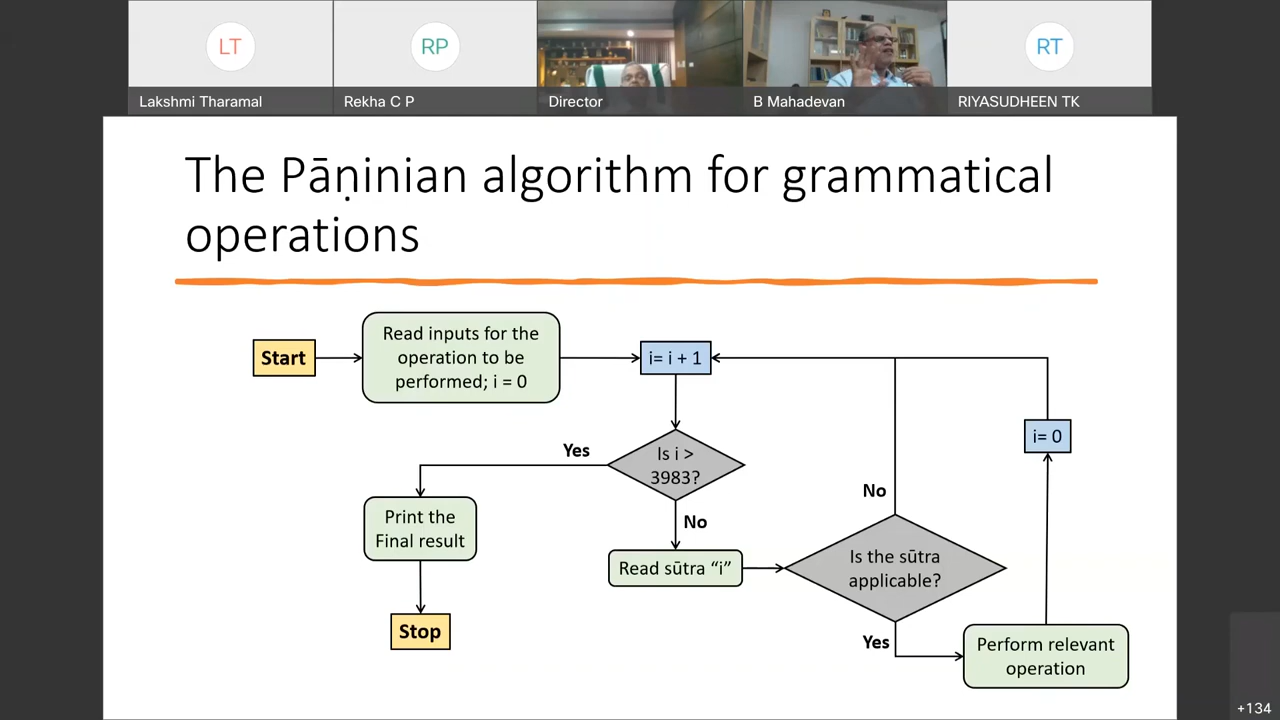 LT
RP
RT
Lakshmi Tharamal
Rekha C P
Director
B Mahadevan
RIYASUDHEEN TK
The Pāṇinian algorithm for grammatical
operations
Start
Read inputs for the
operation to be
performed; i = 0
i= i + 1
i= 0
Yes
Is i >
3983?
No
Print the
Final result
No
Read sūtra “i”
Is the sūtra
applicable?
Stop
Yes
Perform relevant
operation
+134